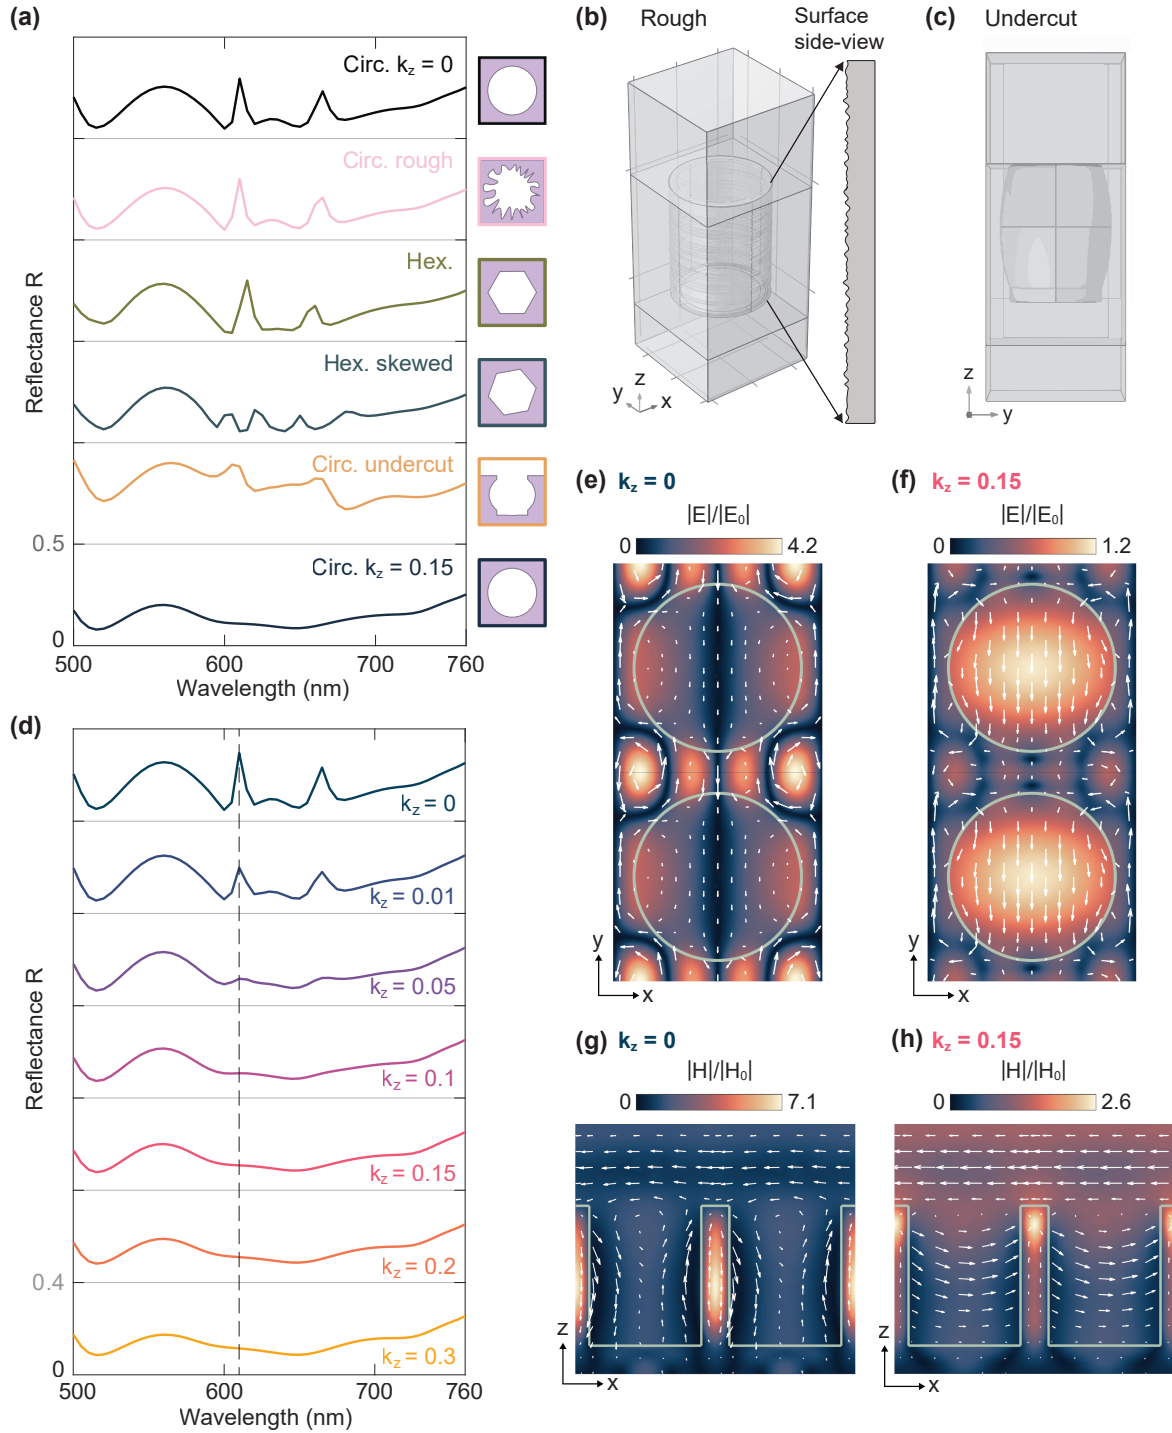 (a)
Circ. kz = 0
Circ. rough
Hex.
Hex. skewed
Circ. undercut
Circ. kz = 0.15
Reflectance R
0.5
0
500
600
700
760
Wavelength (nm)
(b)
Rough
Surface
side-view
z
y
x
(c)
Undercut
z
y
(d)
kz = 0
kz = 0.01
kz = 0.05
kz = 0.1
kz = 0.15
kz = 0.2
kz = 0.3
Reflectance R
0.4
0
500
600
700
760
Wavelength (nm)
(e) kz = 0
|E|/|E0|
0
4.2
y
x
(f) kz = 0.15
|E|/|E0|
0
1.2
y
x
(g) kz = 0
|H|/|H0|
0
7.1
z
x
(h) kz = 0.15
|H|/|H0|
0
2.6
z
x